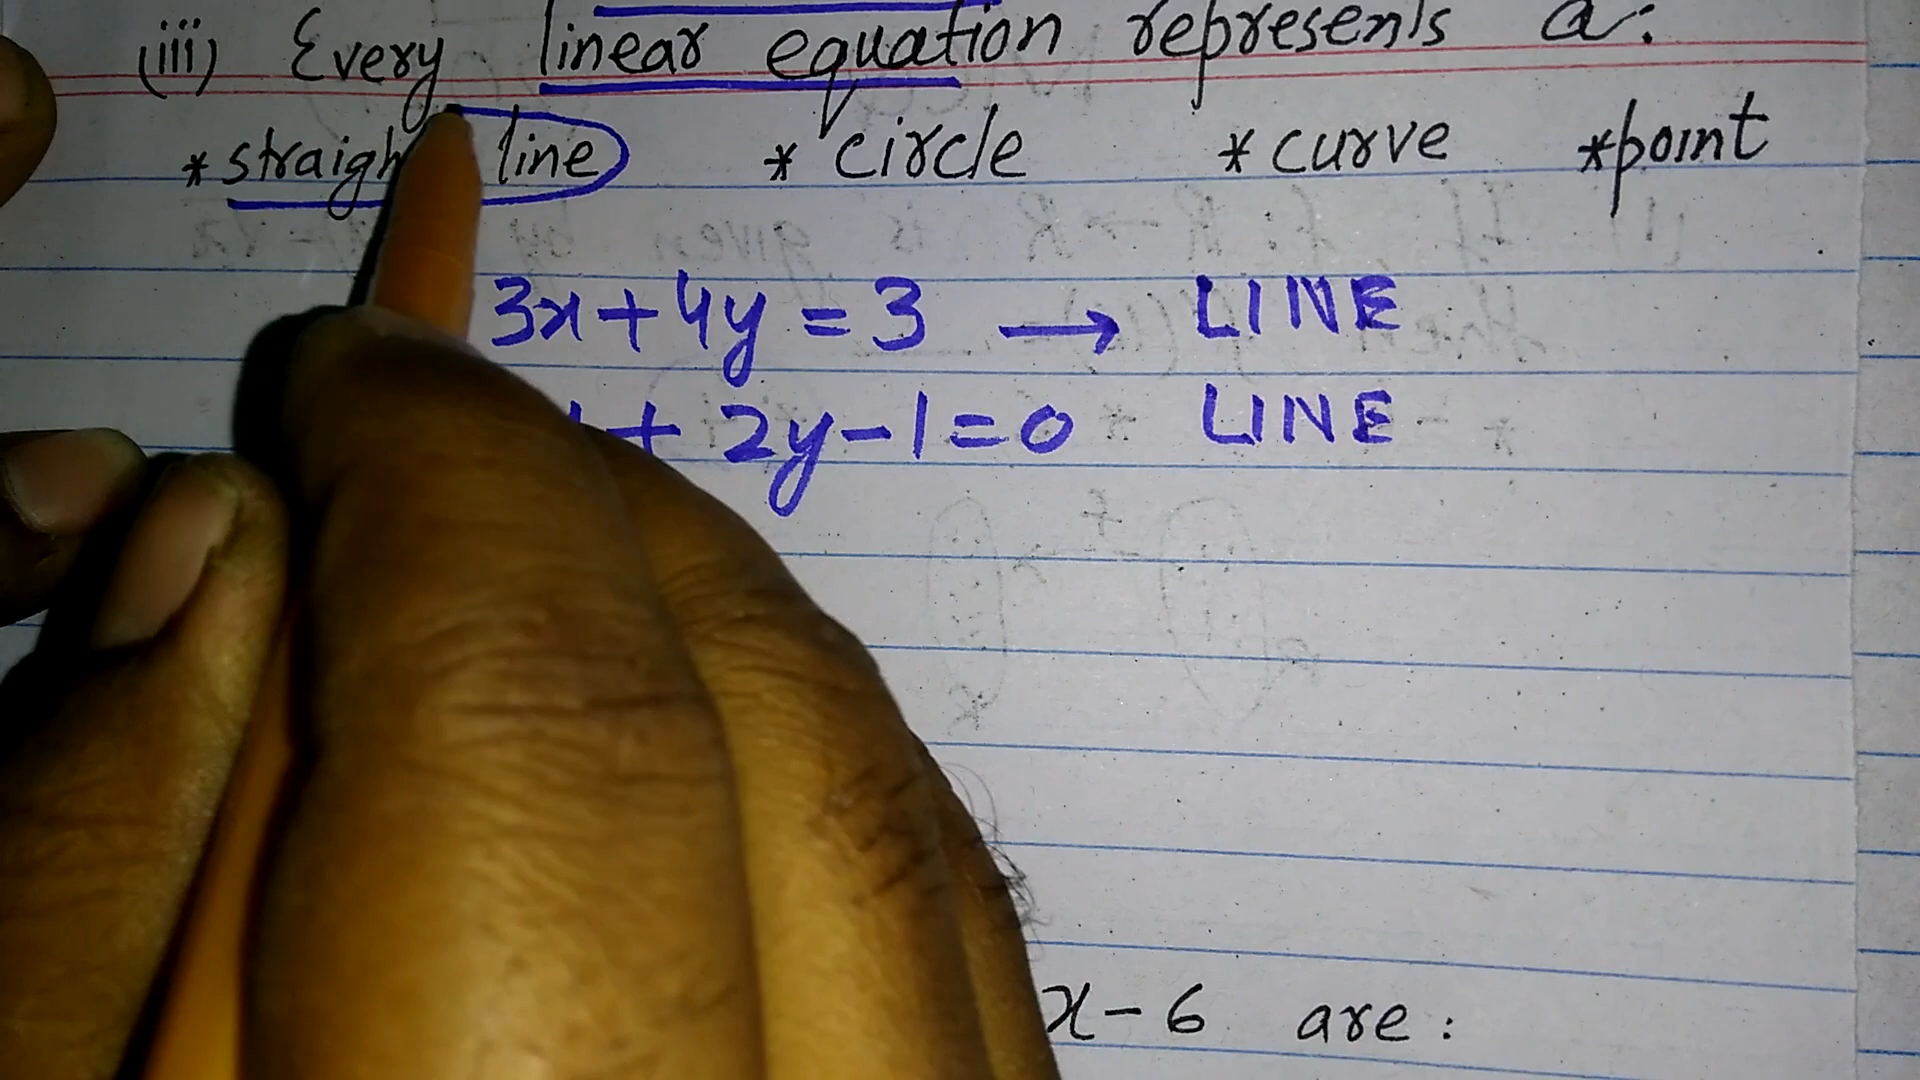 (iii) Every linear equation represents a:
* straigh line * circle * curve * point
3x+4y = 3 → LINE
+ 2y-1=0 LINE
x-6 are: